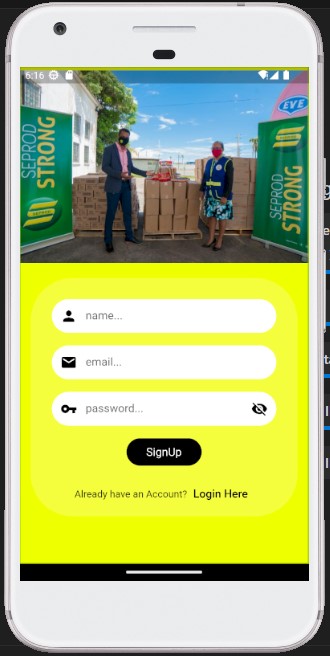 6:16
SEPROD
STRONG
SEPROD
STRONG
EVE
name...
email...
password...
SignUp
Already have an Account? Login Here